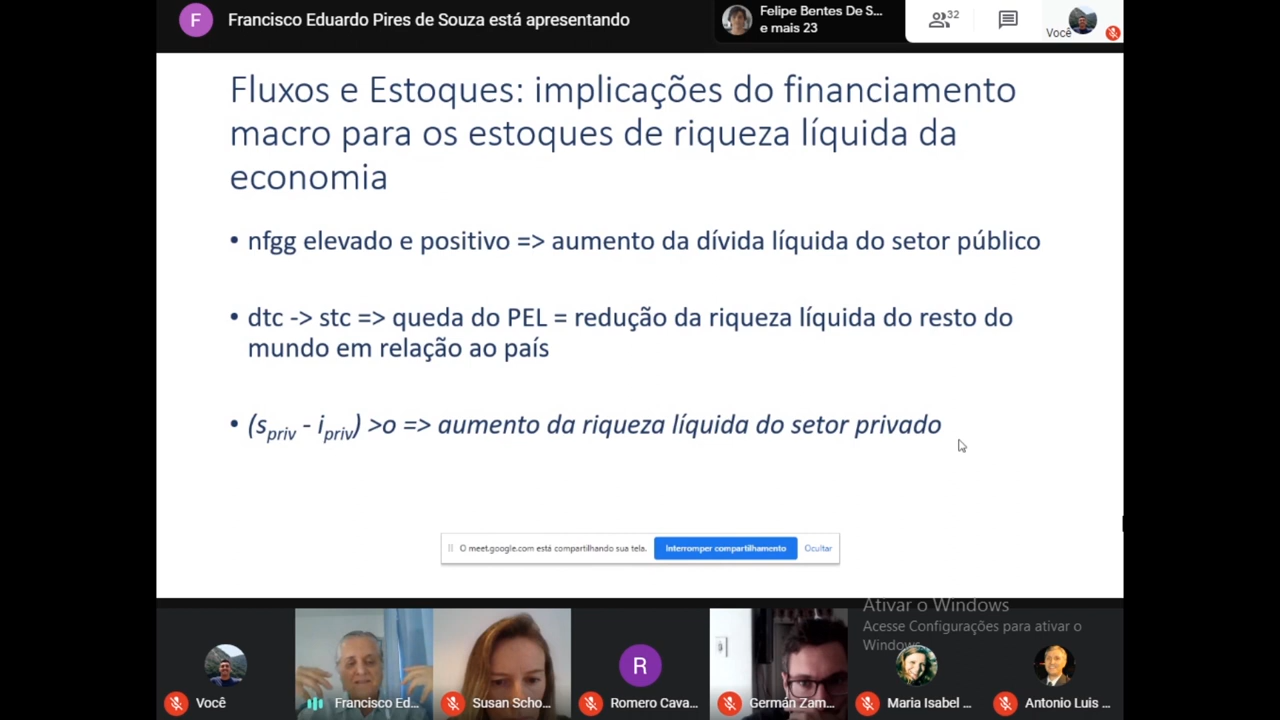 F
Francisco Eduardo Pires de Souza está apresentando
Felipe Bentes De S...
e mais 23
32
Você
Fluxos e Estoques: implicações do financiamento
macro para os estoques de riqueza líquida da
economia
• nfgg elevado e positivo => aumento da dívida líquida do setor público
• dtc -> stc => queda do PEL = redução da riqueza líquida do resto do
mundo em relação ao país
• (s_priv - i_priv) >o => aumento da riqueza líquida do setor privado
O meet.google.com está compartilhando sua tela.
Interromper compartilhamento
Ocultar
Ativar o Windows
Acesse Configurações para ativar o
Windows.
R
Você
Francisco Ed...
Susan Scho...
Romero Cava...
Germán Zam...
Maria Isabel ...
Antonio Luis ...